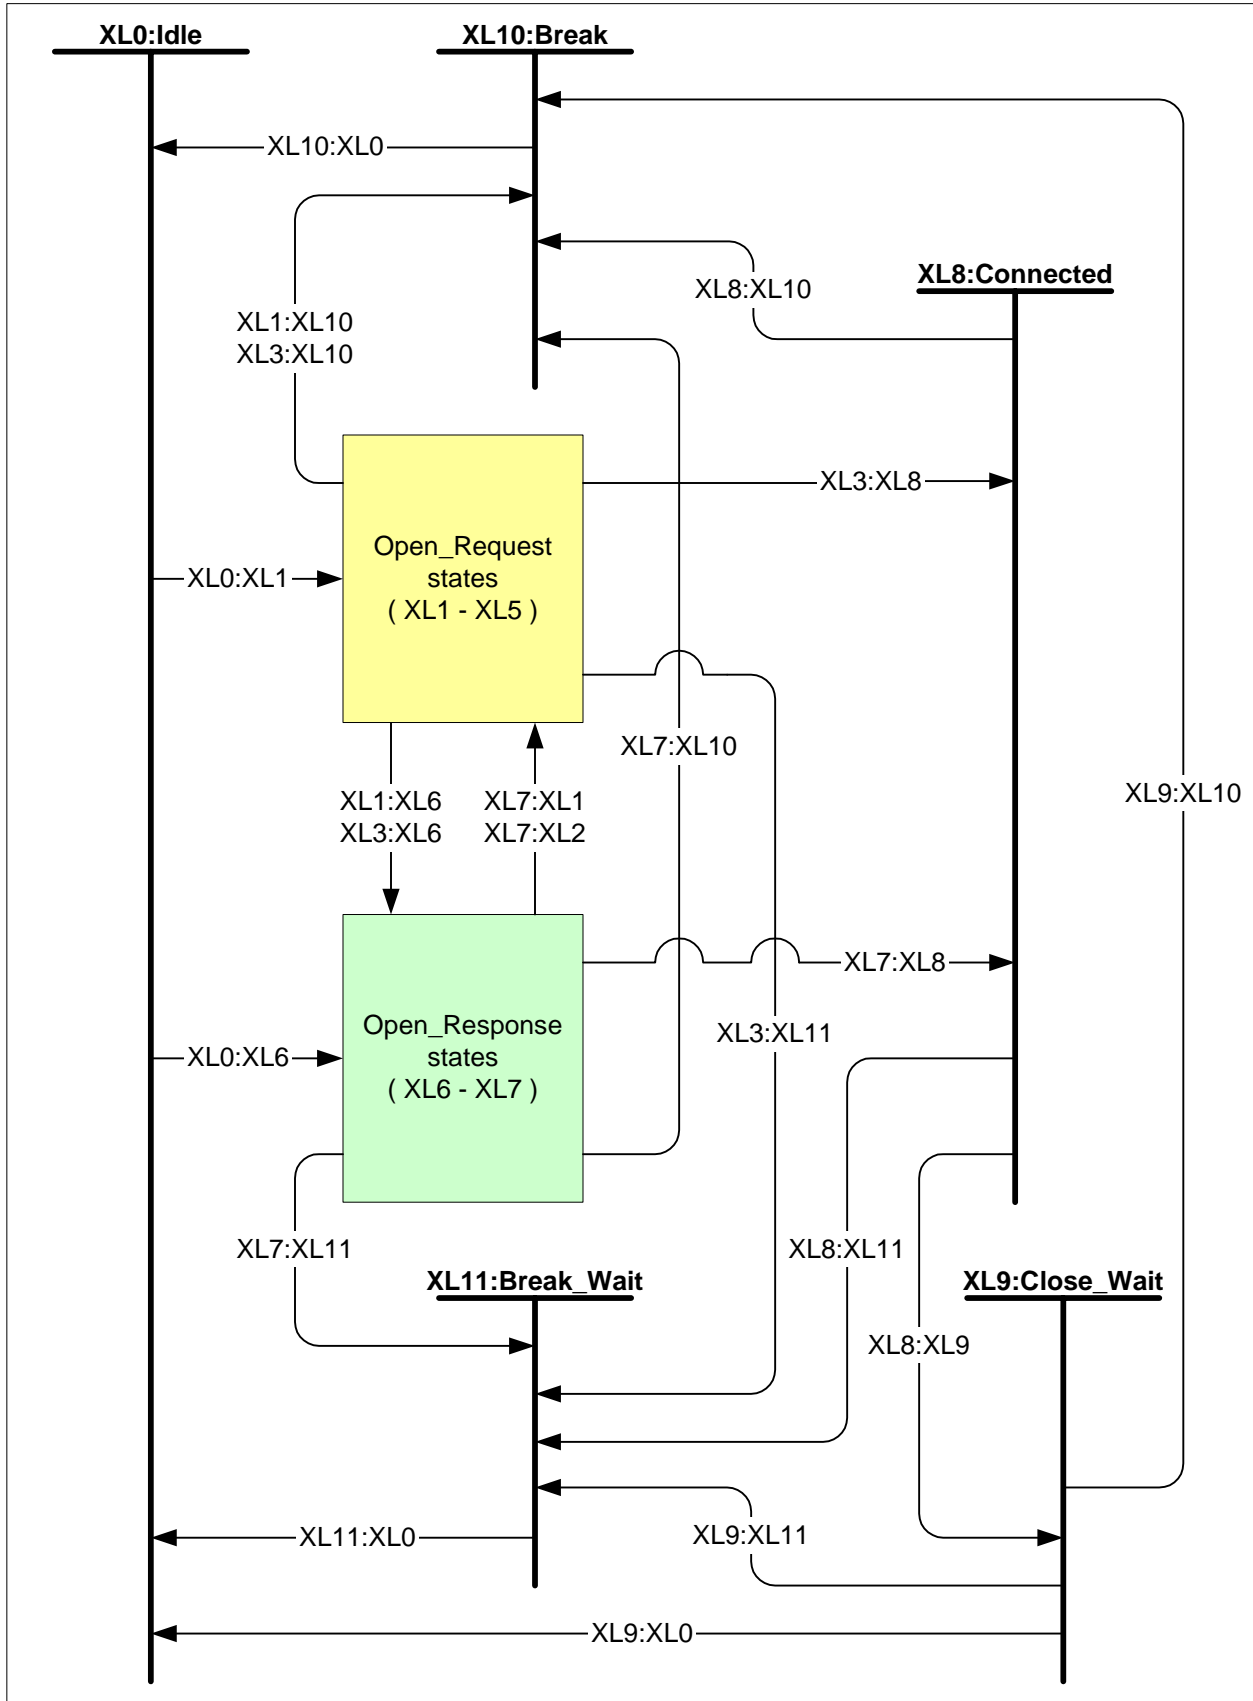 XL0:Idle
XL10:Break
XL10:XL0
XL8:Connected
XL8:XL10
XL1:XL10
XL3:XL10
XL3:XL8
Open_Request
states
( XL1 - XL5 )
XL0:XL1
XL7:XL10
XL9:XL10
XL1:XL6
XL3:XL6
XL7:XL1
XL7:XL2
XL7:XL8
Open_Response
states
( XL6 - XL7 )
XL3:XL11
XL0:XL6
XL7:XL11
XL8:XL11
XL11:Break_Wait
XL9:Close_Wait
XL8:XL9
XL11:XL0
XL9:XL11
XL9:XL0